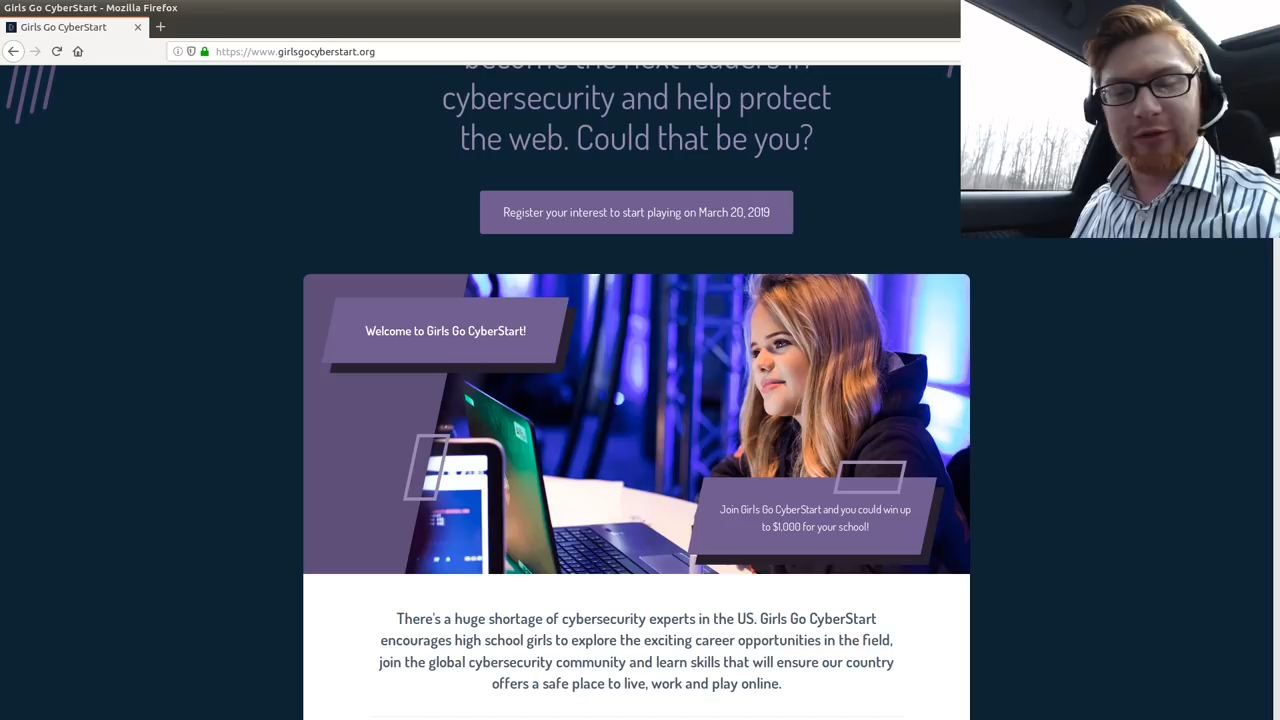 Girls Go CyberStart - Mozilla Firefox
Girls Go CyberStart
https://www.girlsgocyberstart.org
become the next leaders in
cybersecurity and help protect
the web. Could that be you?
Register your interest to start playing on March 20, 2019
Welcome to Girls Go CyberStart!
Join Girls Go CyberStart and you could win up
to $1,000 for your school!
There's a huge shortage of cybersecurity experts in the US. Girls Go CyberStart
encourages high school girls to explore the exciting career opportunities in the field,
join the global cybersecurity community and learn skills that will ensure our country
offers a safe place to live, work and play online.